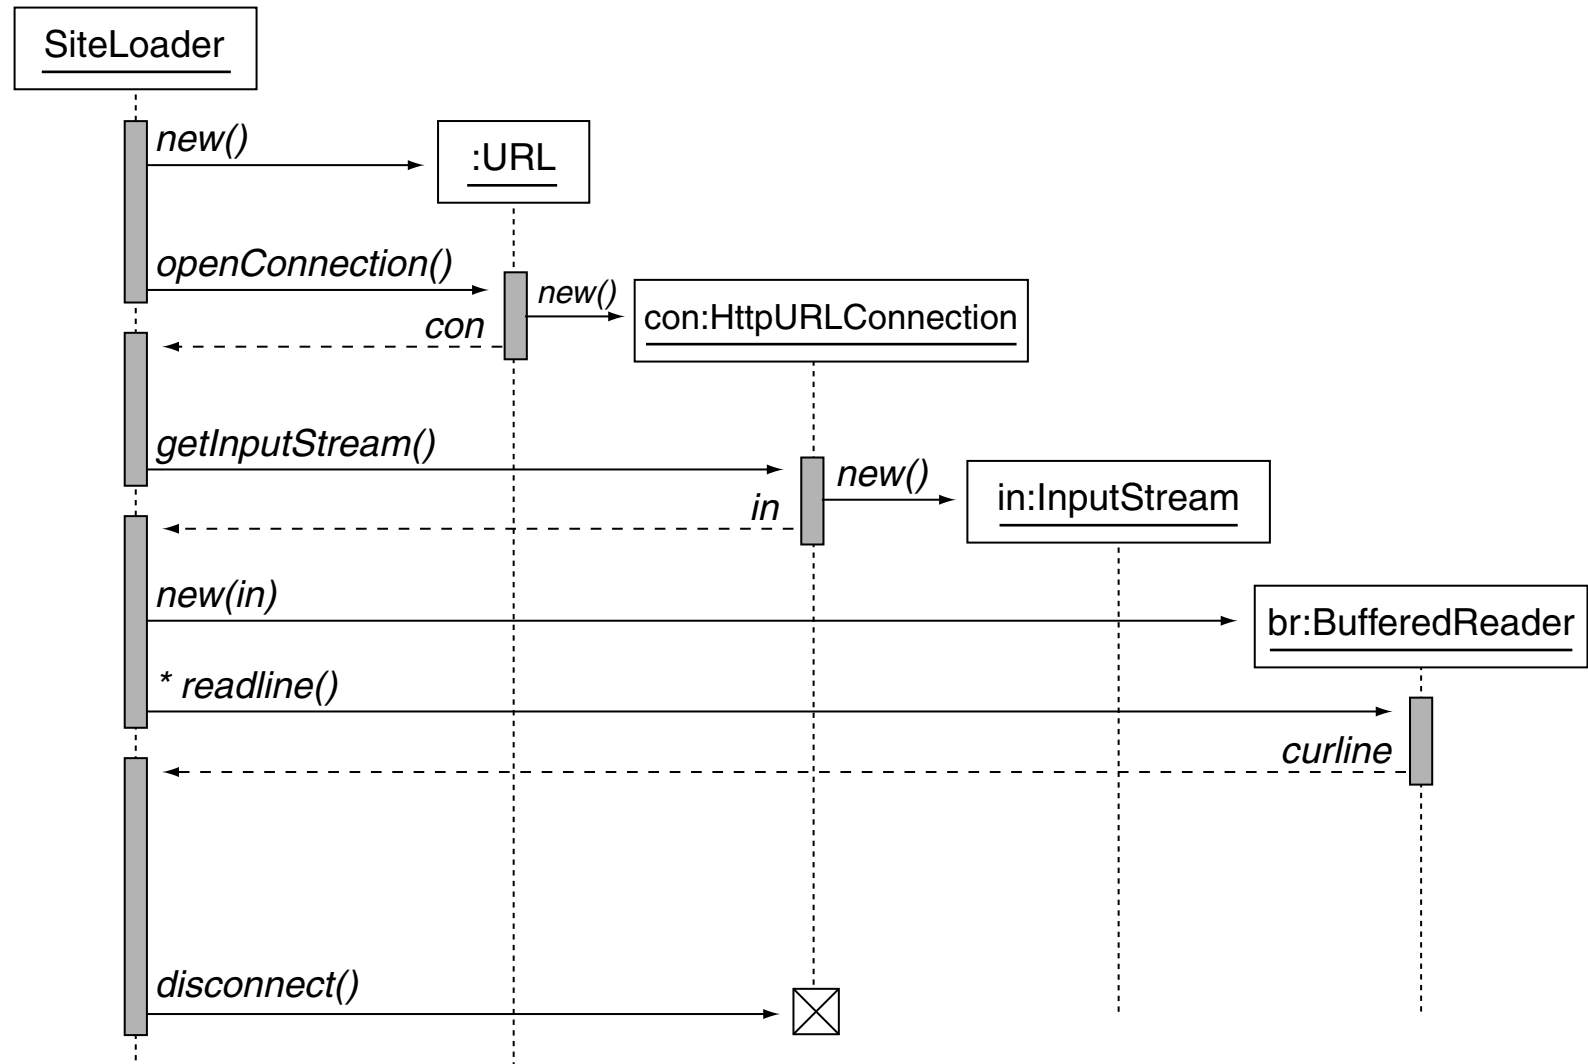 SiteLoader
new()
:URL
openConnection()
new()
con:HttpURLConnection
con
getInputStream()
new()
in:InputStream
in
new(in)
br:BufferedReader
* readline()
curline
disconnect()